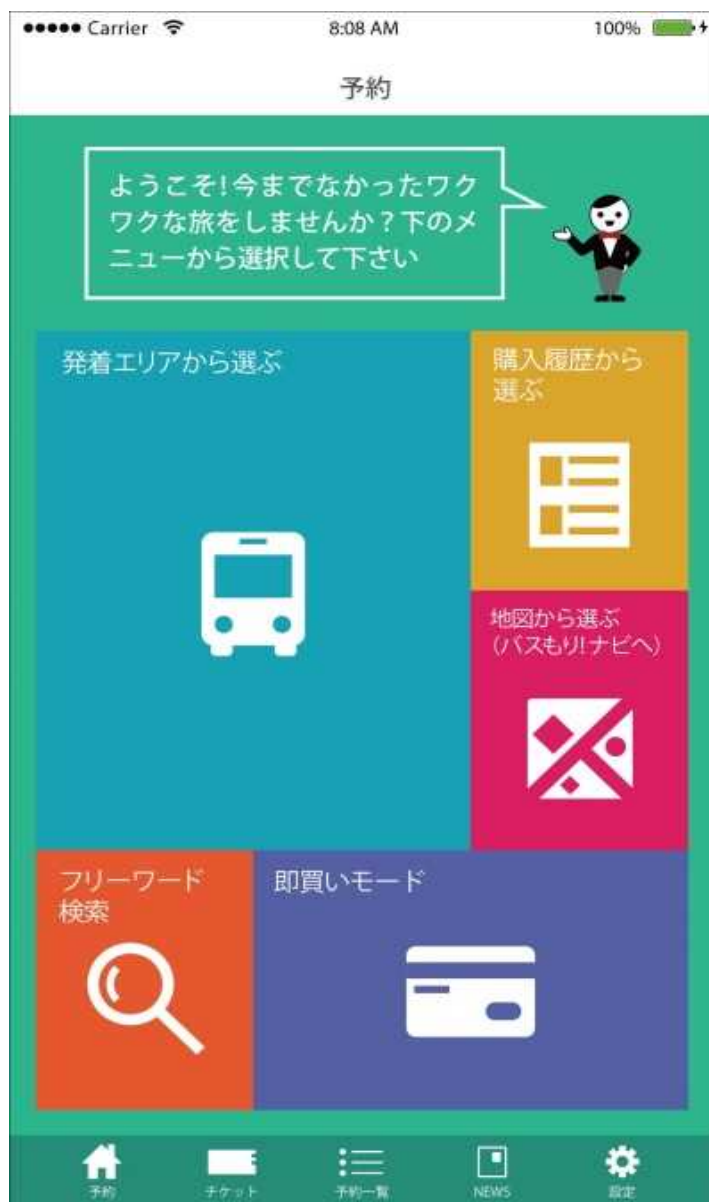 Carrier
8:08 AM
100%
予約
ようこそ!今までなかったワク
ワクな旅をしませんか？下のメ
ニューから選択して下さい
発着エリアから選ぶ
購入履歴から
選ぶ
地図から選ぶ
(バスもり!ナビへ)
フリーワード
検索
即買いモード
予約
チケット
予約一覧
NEWS
設定